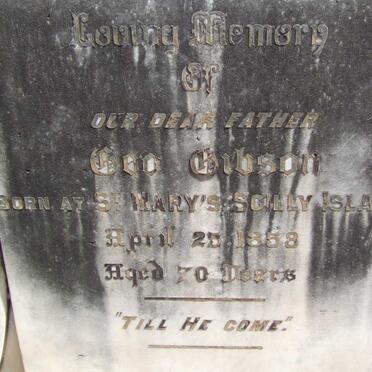 Loving Memory
Of
OUR DEAR FATHER
Geo Gibson
BORN AT ST MARY'S SCILLY ISLA
April 25, 1853
Aged 70 Years
"TILL HE COME."